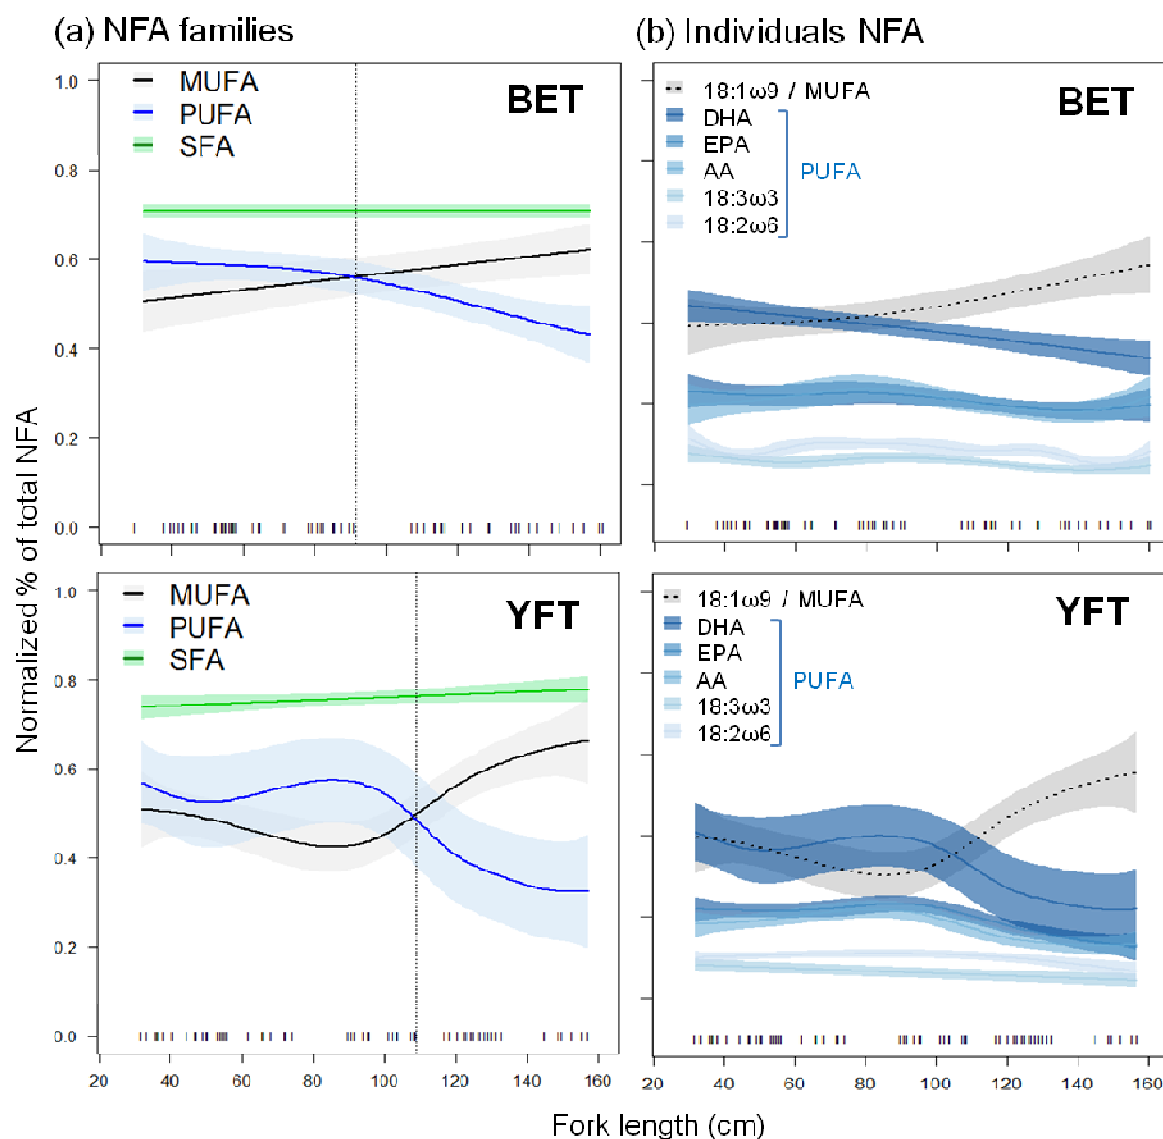 (a) NFA families
(b) Individuals NFA
1.0
0.8
0.6
0.4
0.2
0.0
MUFA
PUFA
SFA
BET
18:1ω9 / MUFA
DHA
EPA
AA
18:3ω3
18:2ω6
PUFA
BET
Normalized % of total NFA
1.0
0.8
0.6
0.4
0.2
0.0
MUFA
PUFA
SFA
YFT
18:1ω9 / MUFA
DHA
EPA
AA
18:3ω3
18:2ω6
PUFA
YFT
20 40 60 80 100 120 140 160
20 40 60 80 100 120 140 160
Fork length (cm)